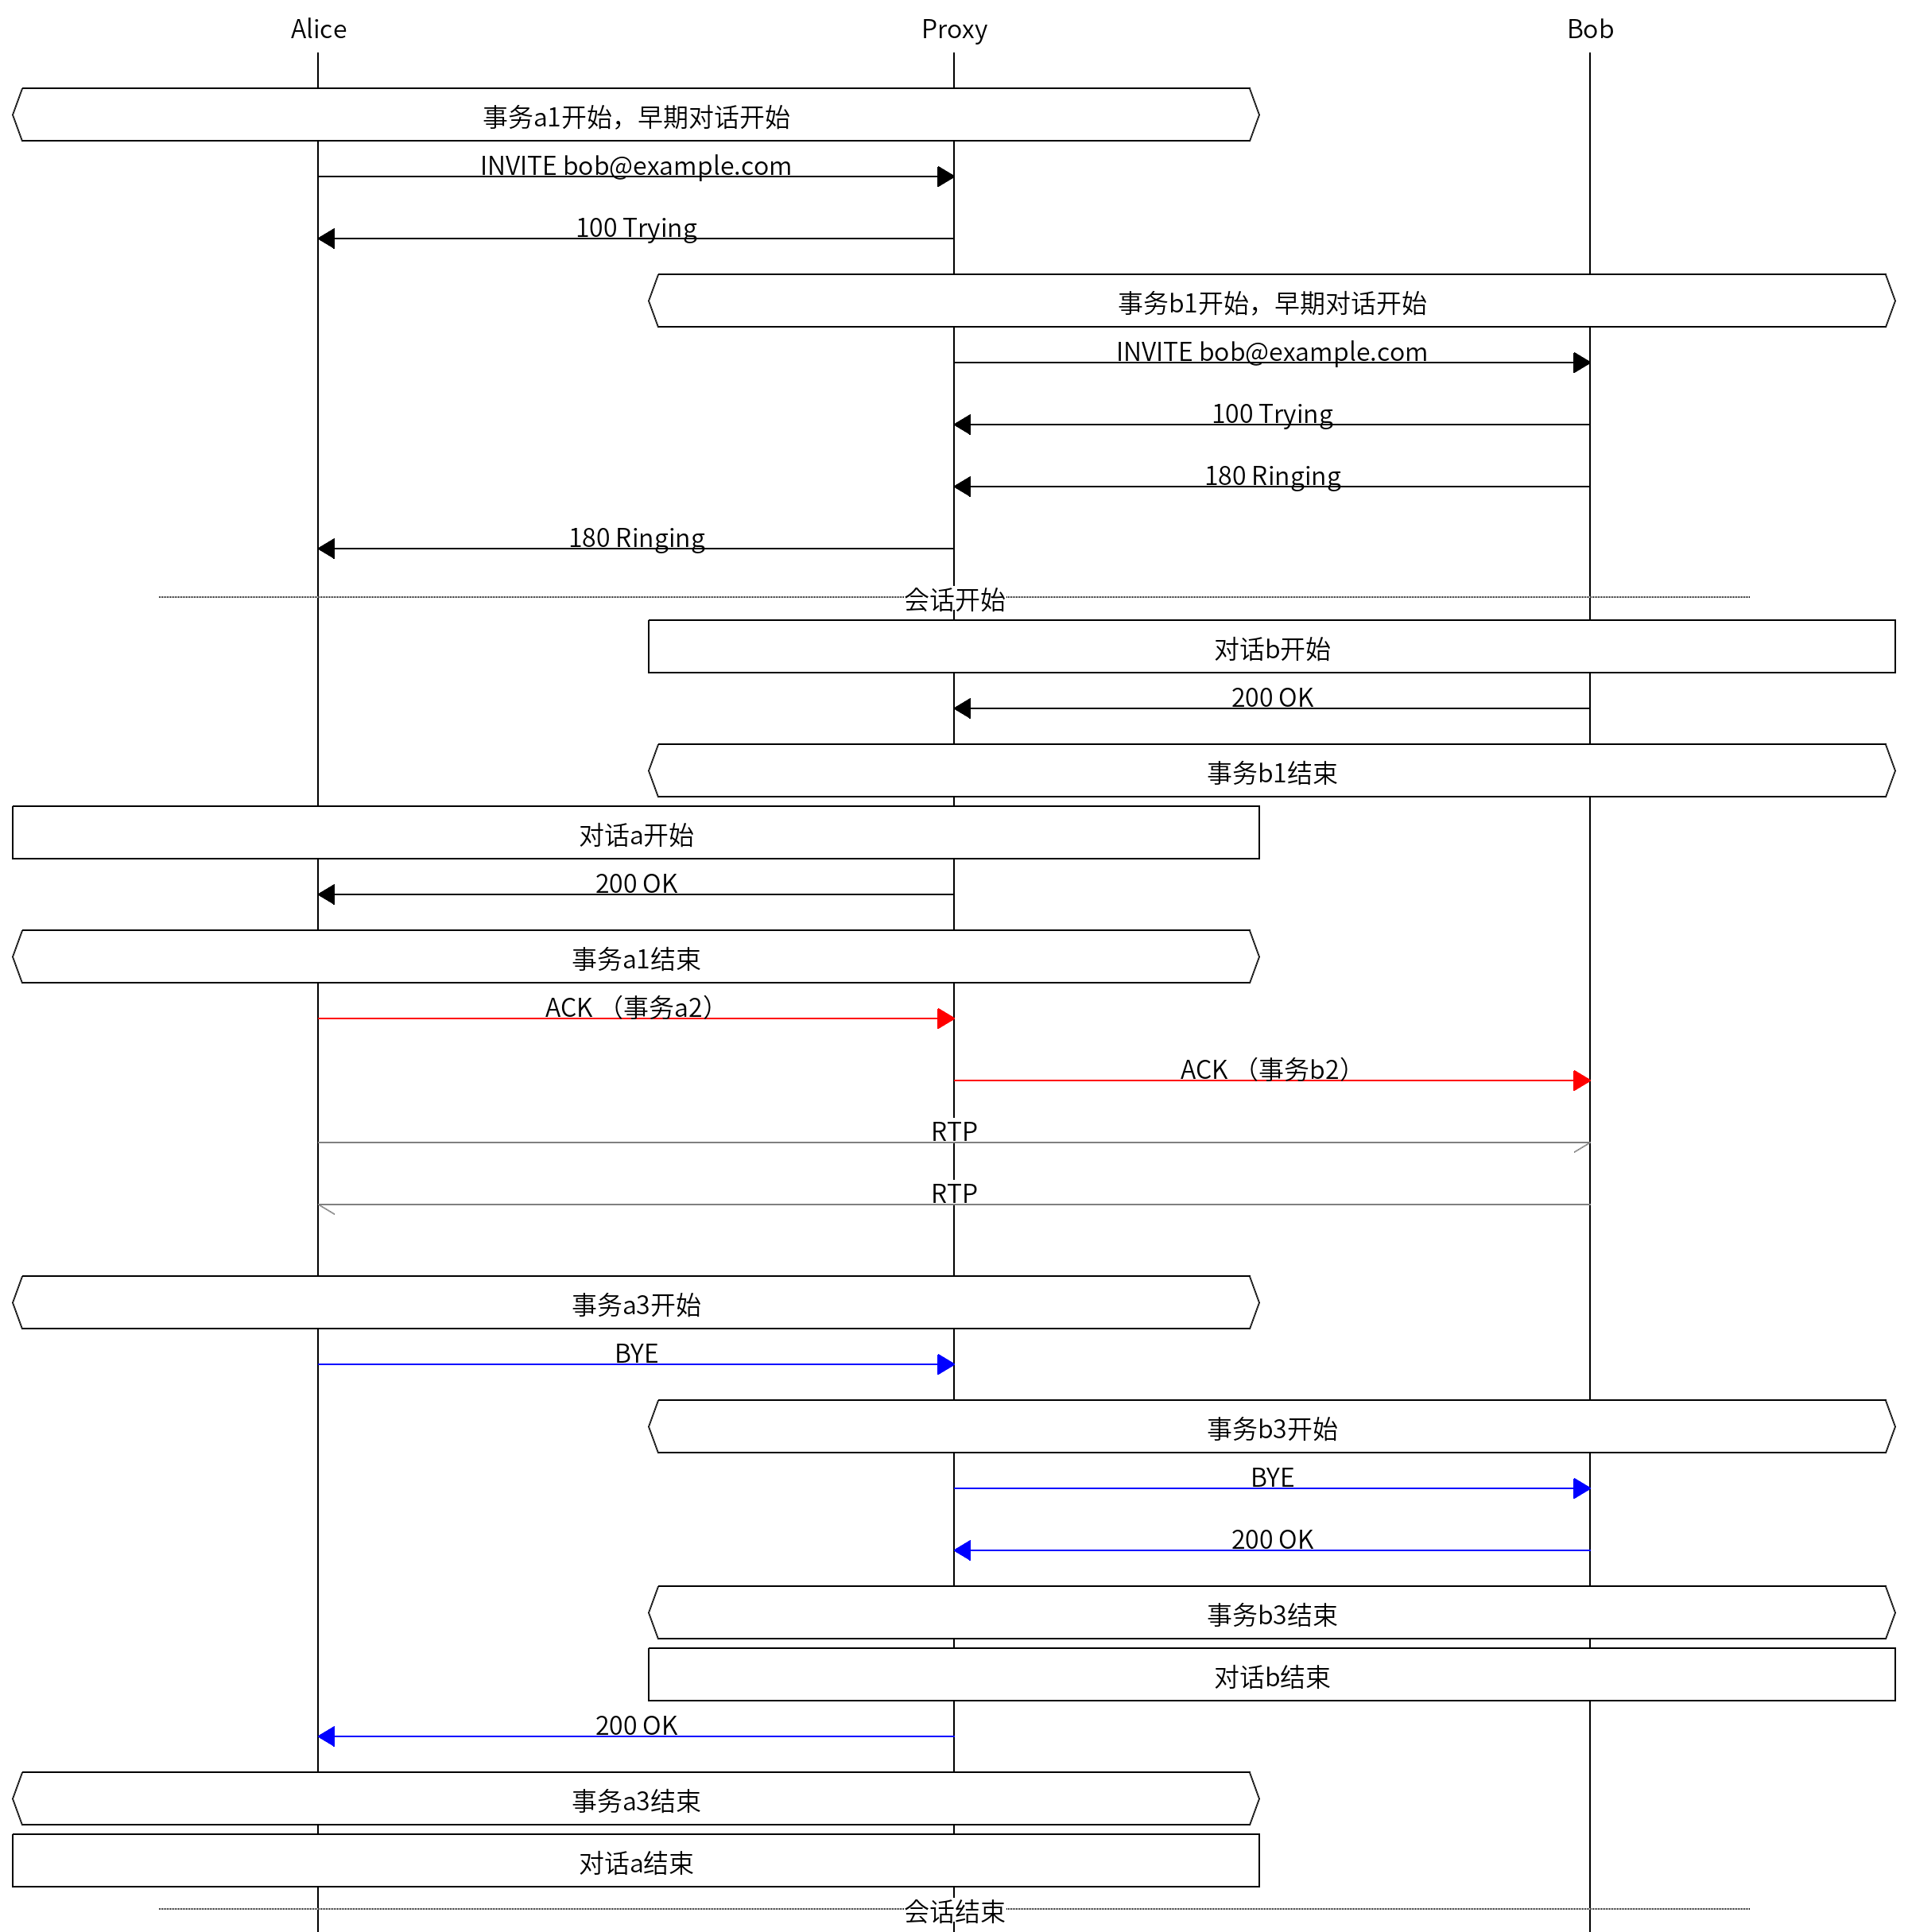 Alice
Proxy
Bob
事务a1开始，早期对话开始
INVITE bob@example.com
100 Trying
事务b1开始，早期对话开始
INVITE bob@example.com
100 Trying
180 Ringing
180 Ringing
会话开始
对话b开始
200 OK
事务b1结束
对话a开始
200 OK
事务a1结束
ACK （事务a2）
ACK （事务b2）
RTP
RTP
事务a3开始
BYE
事务b3开始
BYE
200 OK
事务b3结束
对话b结束
200 OK
事务a3结束
对话a结束
会话结束